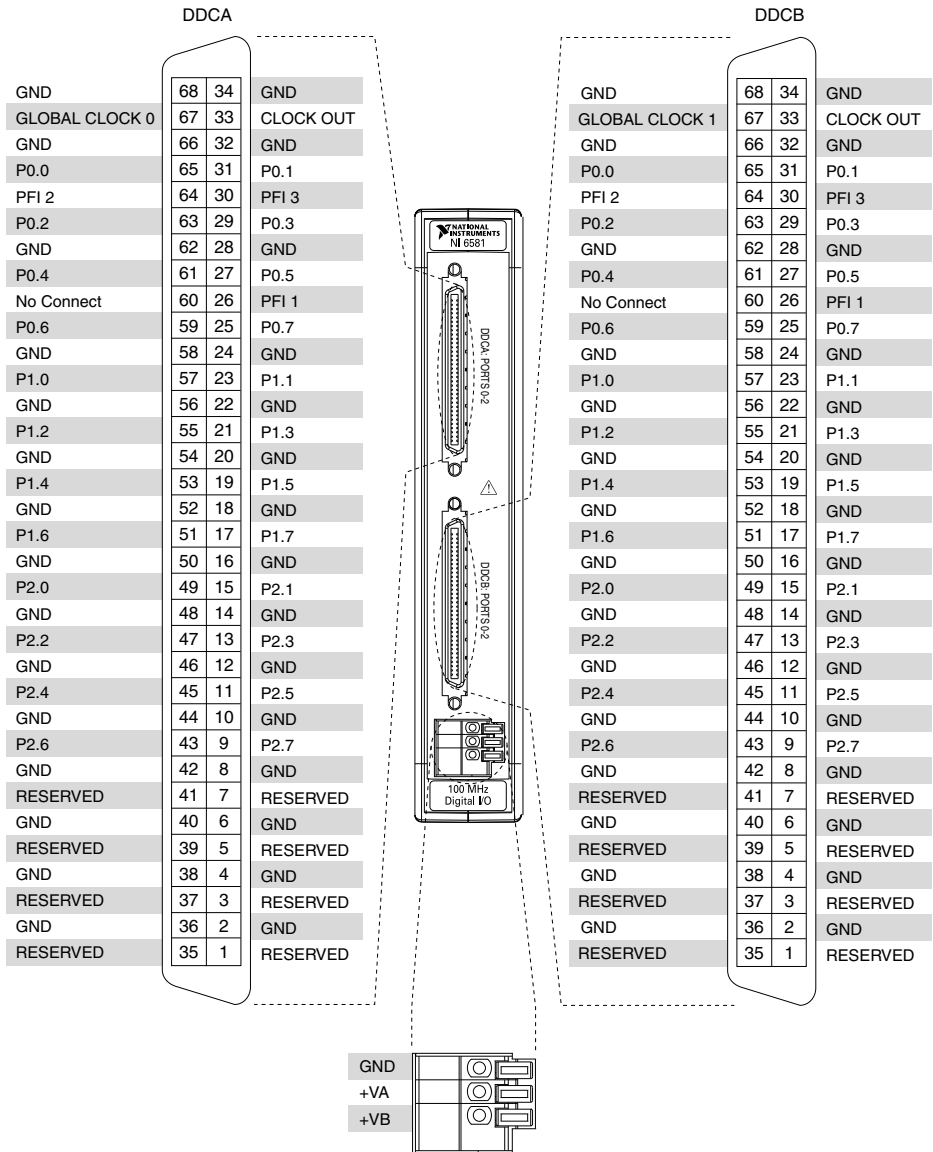 DDCA DDCB
GND 68 34 GND GND 68 34 GND
GLOBAL CLOCK 0 67 33 CLOCK OUT GLOBAL CLOCK 1 67 33 CLOCK OUT
GND 66 32 GND GND 66 32 GND
P0.0 65 31 P0.1 P0.0 65 31 P0.1
PFI 2 64 30 PFI 3 PFI 2 64 30 PFI 3
P0.2 63 29 P0.3 P0.2 63 29 P0.3
GND 62 28 GND GND 62 28 GND
P0.4 61 27 P0.5 P0.4 61 27 P0.5
No Connect 60 26 PFI 1 No Connect 60 26 PFI 1
P0.6 59 25 P0.7 P0.6 59 25 P0.7
GND 58 24 GND GND 58 24 GND
P1.0 57 23 P1.1 P1.0 57 23 P1.1
GND 56 22 GND GND 56 22 GND
P1.2 55 21 P1.3 P1.2 55 21 P1.3
GND 54 20 GND GND 54 20 GND
P1.4 53 19 P1.5 P1.4 53 19 P1.5
GND 52 18 GND GND 52 18 GND
P1.6 51 17 P1.7 P1.6 51 17 P1.7
GND 50 16 GND GND 50 16 GND
P2.0 49 15 P2.1 P2.0 49 15 P2.1
GND 48 14 GND GND 48 14 GND
P2.2 47 13 P2.3 P2.2 47 13 P2.3
GND 46 12 GND GND 46 12 GND
P2.4 45 11 P2.5 P2.4 45 11 P2.5
GND 44 10 GND GND 44 10 GND
P2.6 43 9 P2.7 P2.6 43 9 P2.7
GND 42 8 GND GND 42 8 GND
RESERVED 41 7 RESERVED RESERVED 41 7 RESERVED
GND 40 6 GND GND 40 6 GND
RESERVED 39 5 RESERVED RESERVED 39 5 RESERVED
GND 38 4 GND GND 38 4 GND
RESERVED 37 3 RESERVED RESERVED 37 3 RESERVED
GND 36 2 GND GND 36 2 GND
RESERVED 35 1 RESERVED RESERVED 35 1 RESERVED
NATIONAL
INSTRUMENTS
NI 6581
DDCA: PORTS 0-2
DDCB: PORTS 0-2
100 MHz
Digital I/O
GND
+VA
+VB